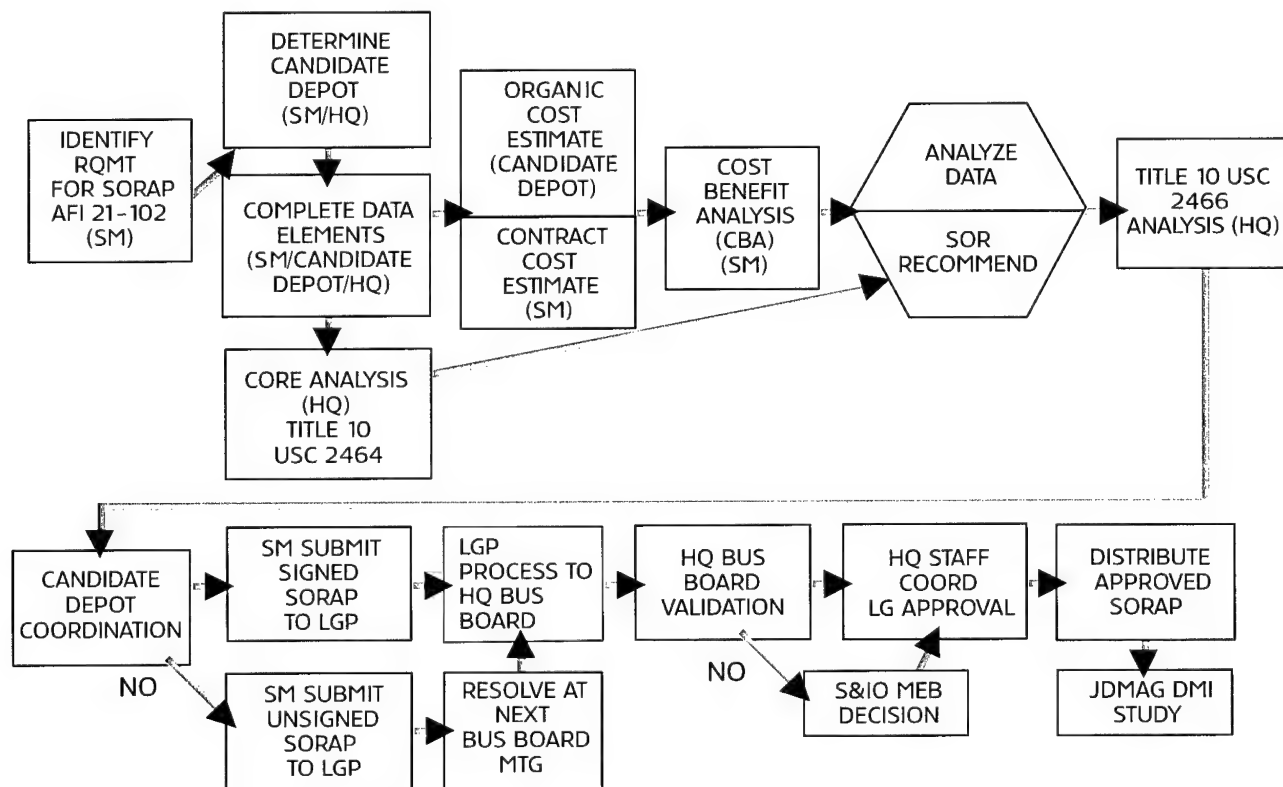 DETERMINE
CANDIDATE
DEPOT
(SM/HQ)
IDENTIFY
RQMT
FOR SORAP
AFI 21-102
(SM)
COMPLETE DATA
ELEMENTS
(SM/CANDIDATE
DEPOT/HQ)
ORGANIC
COST
ESTIMATE
(CANDIDATE
DEPOT)
CONTRACT
COST
ESTIMATE
(SM)
COST
BENEFIT
ANALYSIS
(CBA)
(SM)
ANALYZE
DATA
SOR
RECOMMEND
TITLE 10 USC
2466
ANALYSIS (HQ)
CORE ANALYSIS
(HQ)
TITLE 10
USC 2464
CANDIDATE
DEPOT
COORDINATION
NO
SM SUBMIT
SIGNED
SORAP
TO LGP
SM SUBMIT
UNSIGNED
SORAP
TO LGP
LGP
PROCESS TO
HQ BUS
BOARD
RESOLVE AT
NEXT
BUS BOARD
MTG
HQ BUS
BOARD
VALIDATION
NO
S&IO MEB
DECISION
HQ STAFF
COORD
LG APPROVAL
DISTRIBUTE
APPROVED
SORAP
JDMAG DMI
STUDY